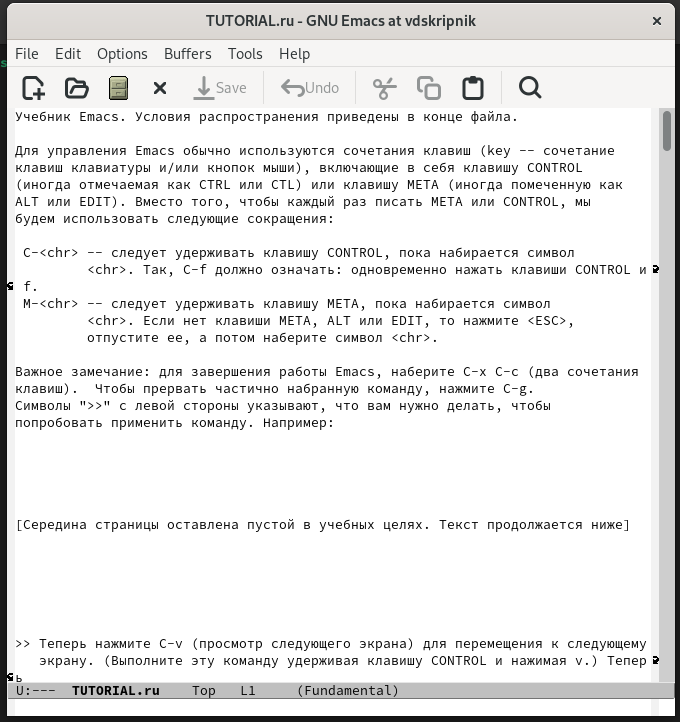 TUTORIAL.ru - GNU Emacs at vdskripnik
File Edit Options Buffers Tools Help
Save Undo
Учебник Emacs. Условия распространения приведены в конце файла.
Для управления Emacs обычно используются сочетания клавиш (key -- сочетание
клавиш клавиатуры и/или кнопок мыши), включающие в себя клавишу CONTROL
(иногда отмечаемая как CTRL или CTL) или клавишу META (иногда помеченную как
ALT или EDIT). Вместо того, чтобы каждый раз писать META или CONTROL, мы
будем использовать следующие сокращения:
C-<chr> -- следует удерживать клавишу CONTROL, пока набирается символ
<chr>. Так, C-f должно означать: одновременно нажать клавиши CONTROL и
f.
M-<chr> -- следует удерживать клавишу META, пока набирается символ
<chr>. Если нет клавиши META, ALT или EDIT, то нажмите <ESC>,
отпустите ее, а потом наберите символ <chr>.
Важное замечание: для завершения работы Emacs, наберите C-x C-c (два сочетания
клавиш).  Чтобы прервать частично набранную команду, нажмите C-g.
Символы ">>" с левой стороны указывают, что вам нужно делать, чтобы
попробовать применить команду. Например:
[Середина страницы оставлена пустой в учебных целях. Текст продолжается ниже]
>> Теперь нажмите C-v (просмотр следующего экрана) для перемещения к следующему
экрану. (Выполните эту команду удерживая клавишу CONTROL и нажимая v.) Тепер
ь
U:---  TUTORIAL.ru    Top   L1     (Fundamental)